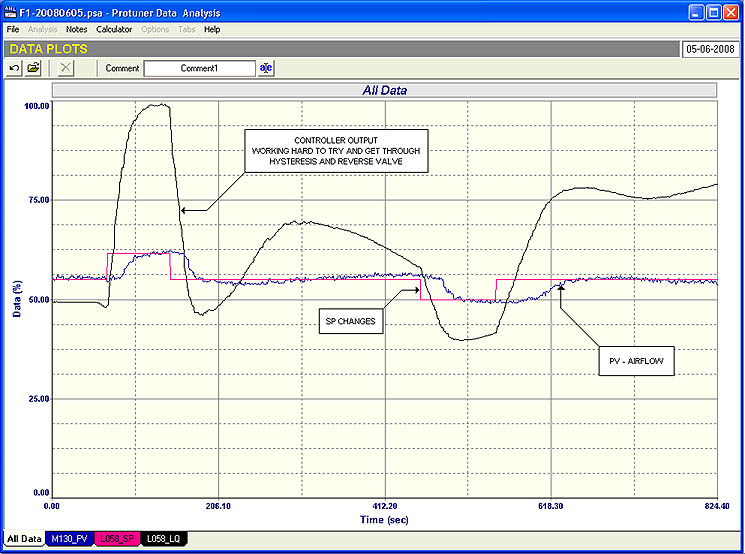 F1-20080605.psa - Protuner Data Analysis
File Analysis Notes Calculator Options Tabs Help
DATA PLOTS
05-06-2008
Comment Comment1 a|c
All Data
100.00
75.00
50.00
25.00
0.00
Data (%)
CONTROLLER OUTPUT
WORKING HARD TO TRY AND GET THROUGH
HYSTERESIS AND REVERSE VALVE
SP CHANGES
PV - AIRFLOW
0.00 206.10 412.20 618.30 824.40
Time (sec)
All Data M130_PV L058_SP L058_LQ